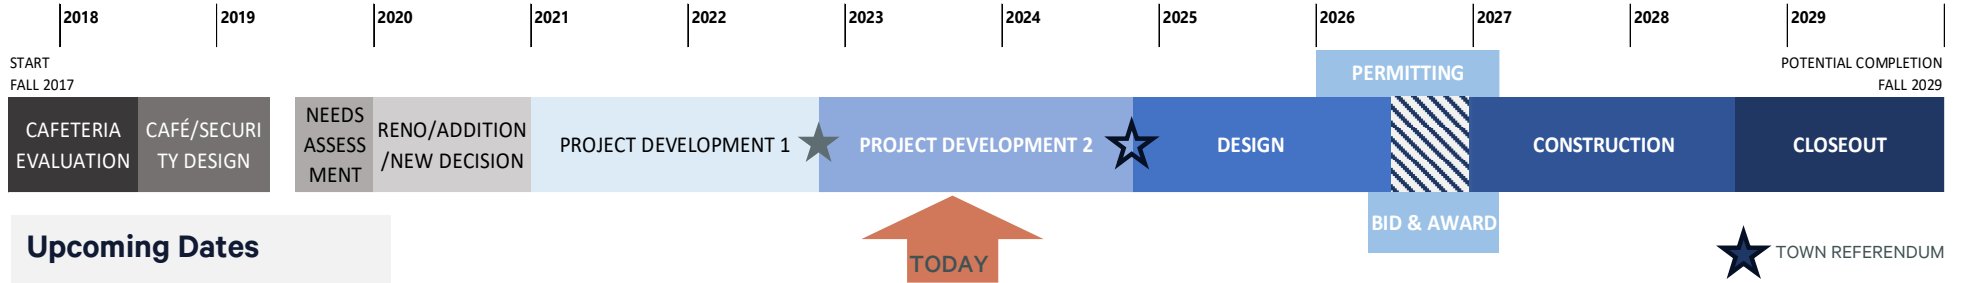 2018
2019
2020
2021
2022
2023
2024
2025
2026
2027
2028
2029
START
FALL 2017
POTENTIAL COMPLETION
FALL 2029
PERMITTING
CAFETERIA
EVALUATION
CAFÉ/SECURI
TY DESIGN
NEEDS
ASSESS
MENT
RENO/ADDITION
/NEW DECISION
PROJECT DEVELOPMENT 1
PROJECT DEVELOPMENT 2
DESIGN
CONSTRUCTION
CLOSEOUT
BID & AWARD
Upcoming Dates
TODAY
TOWN REFERENDUM